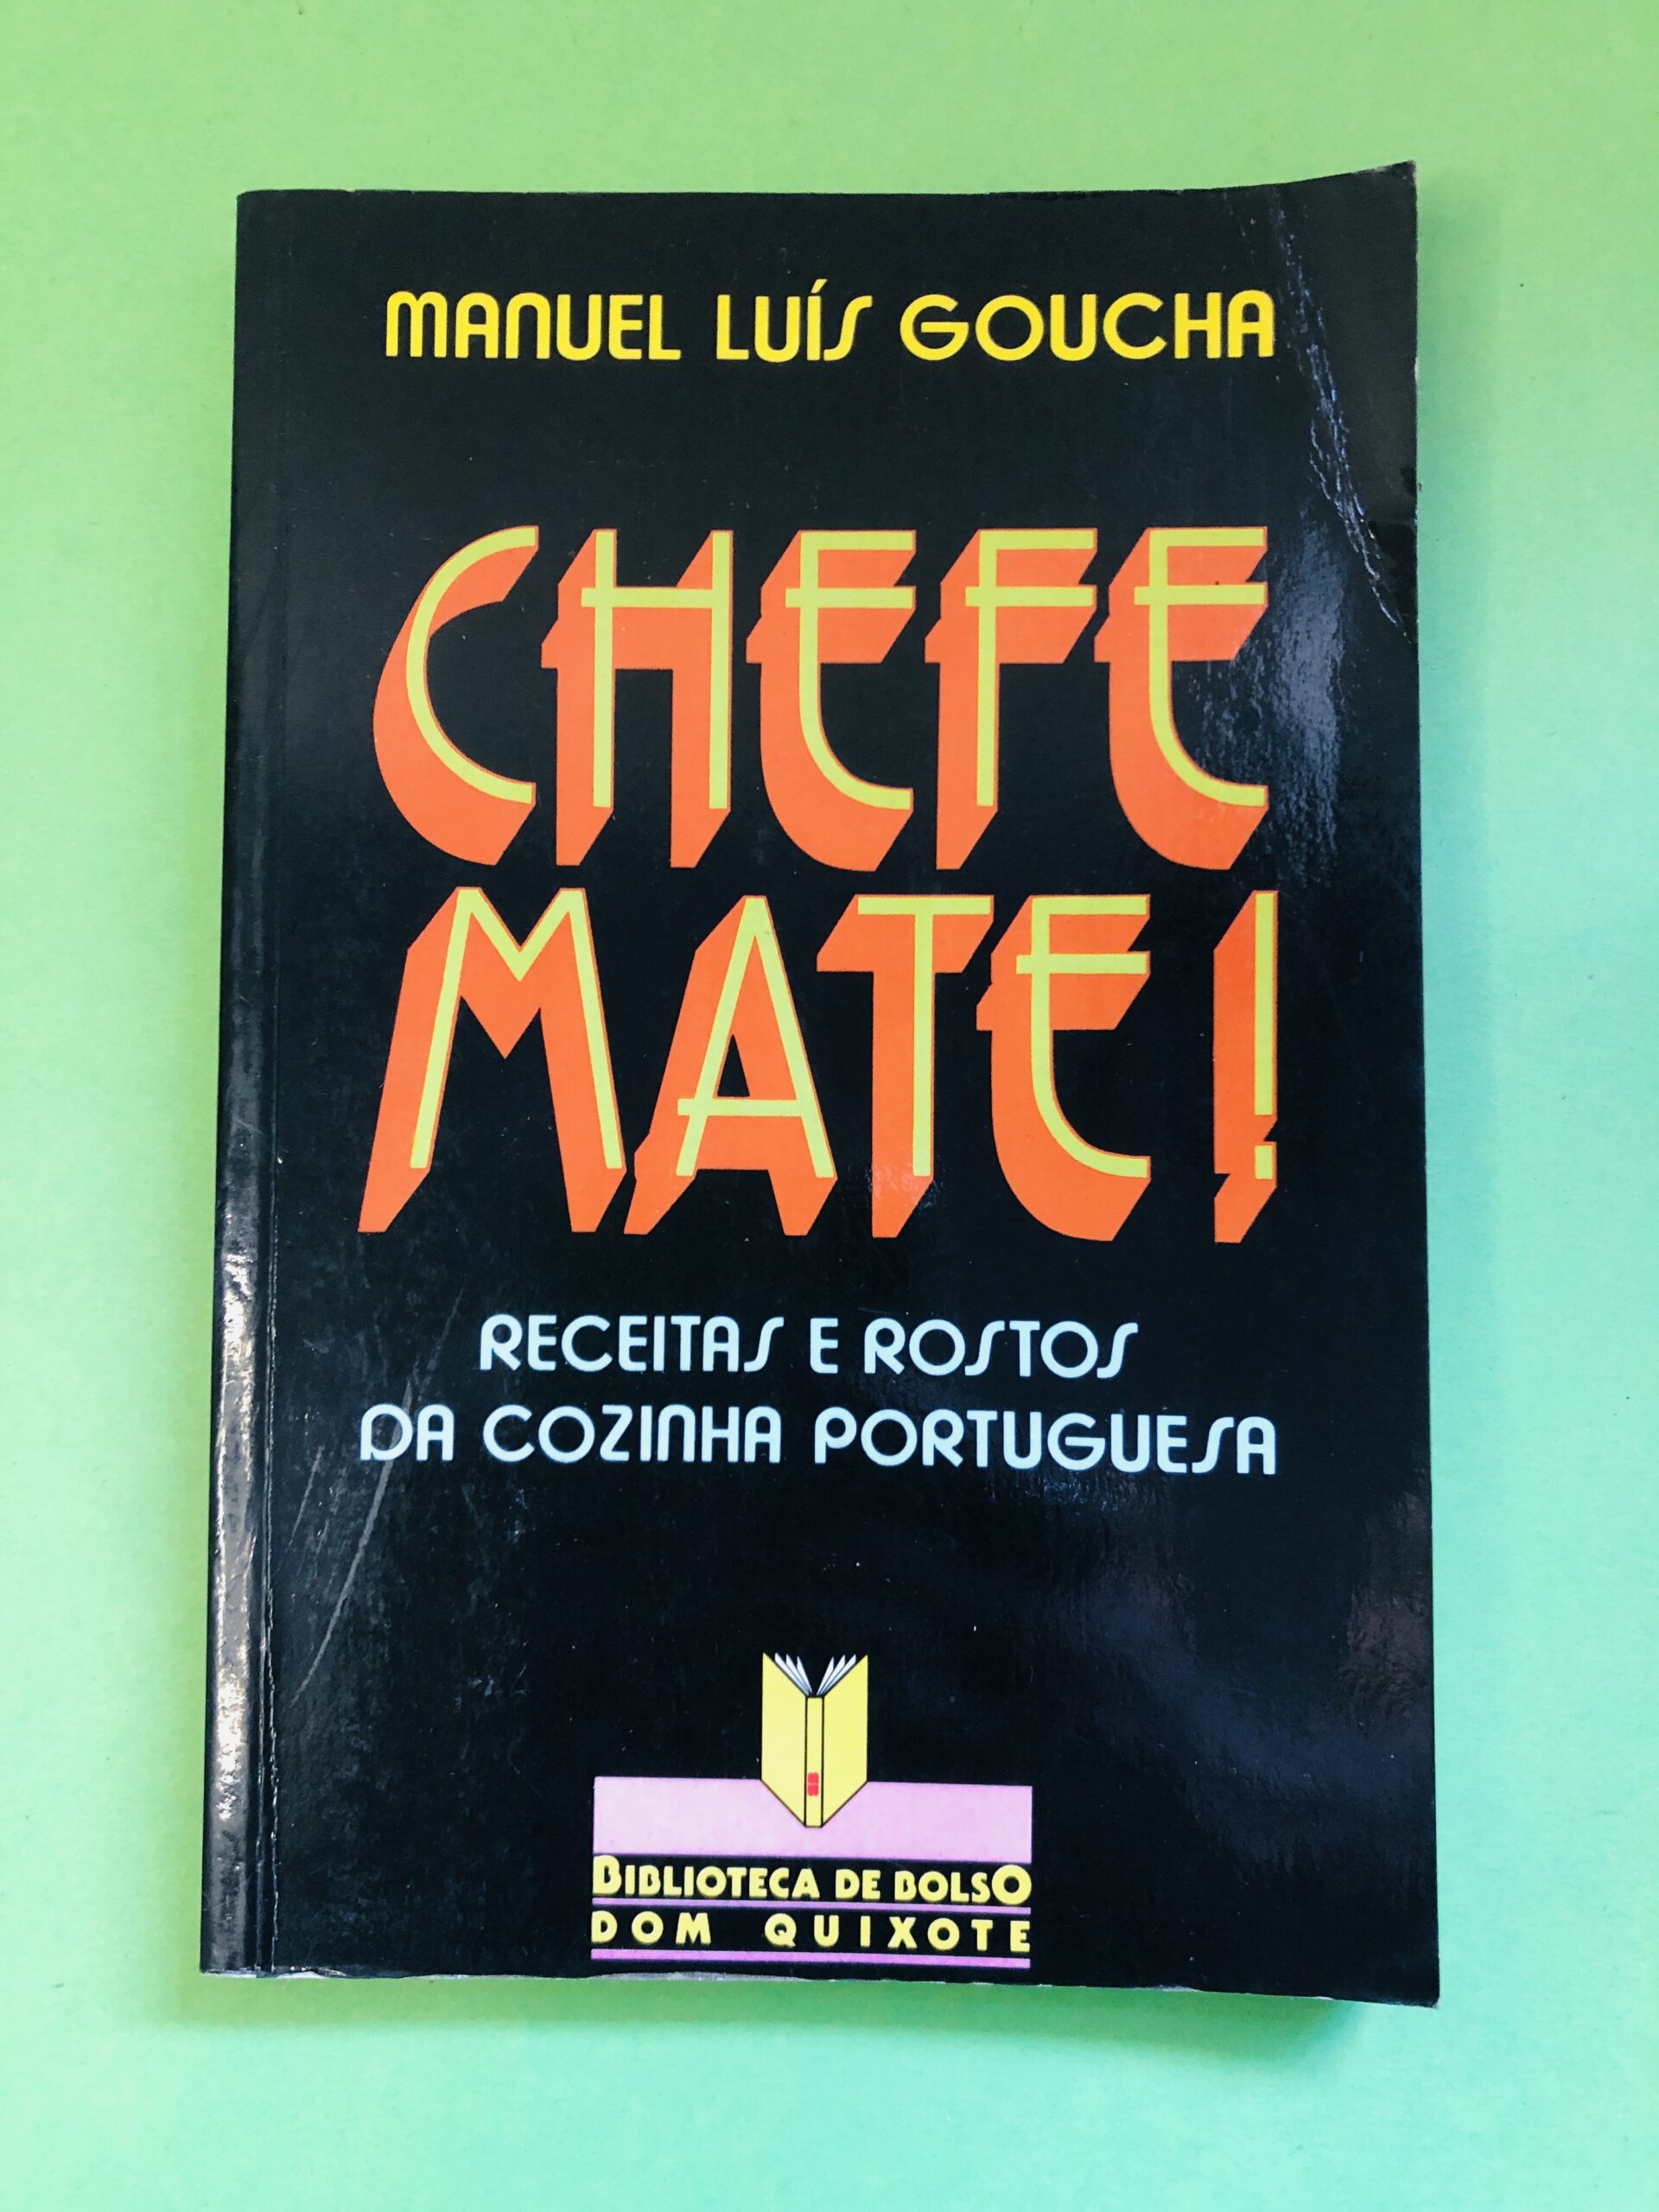 MANUEL LUÍS GOUCHA
CHEFE
MATE!
RECEITAS E ROSTOS
DA COZINHA PORTUGUESA
BIBLIOTECA DE BOLSO
DOM QUIXOTE